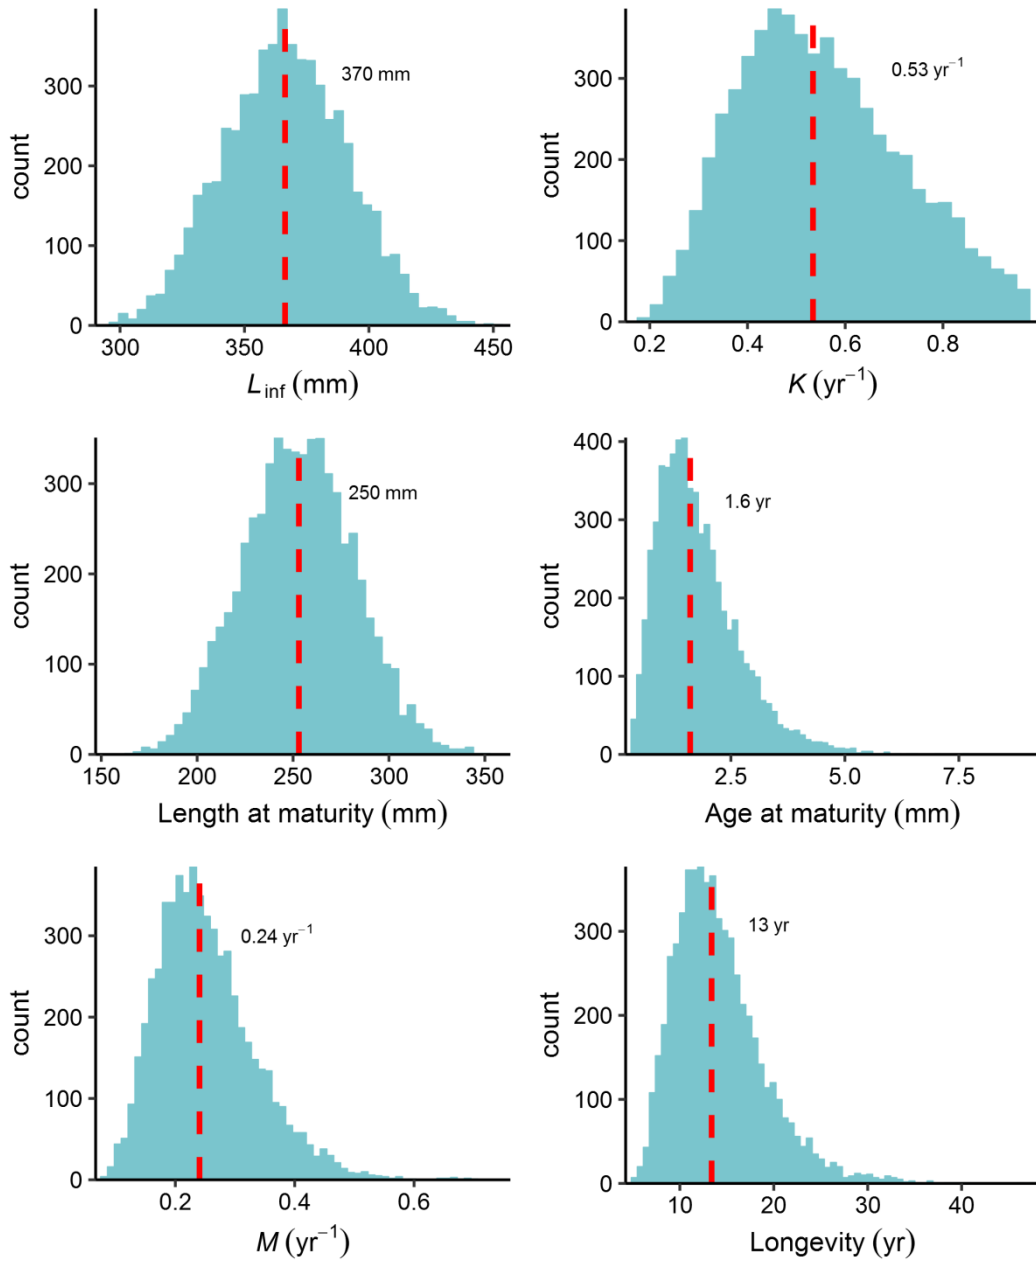 count
300
200
100
0
370 mm
300
350
400
450
L inf (mm)
count
300
200
100
0
0.53 yr⁻¹
0.2
0.4
0.6
0.8
K (yr⁻¹)
count
300
200
100
0
250 mm
150
200
250
300
350
Length at maturity (mm)
count
400
300
200
100
0
1.6 yr
2.5
5.0
7.5
Age at maturity (mm)
count
300
200
100
0
0.24 yr⁻¹
0.2
0.4
0.6
M (yr⁻¹)
count
300
200
100
0
13 yr
10
20
30
40
Longevity (yr)